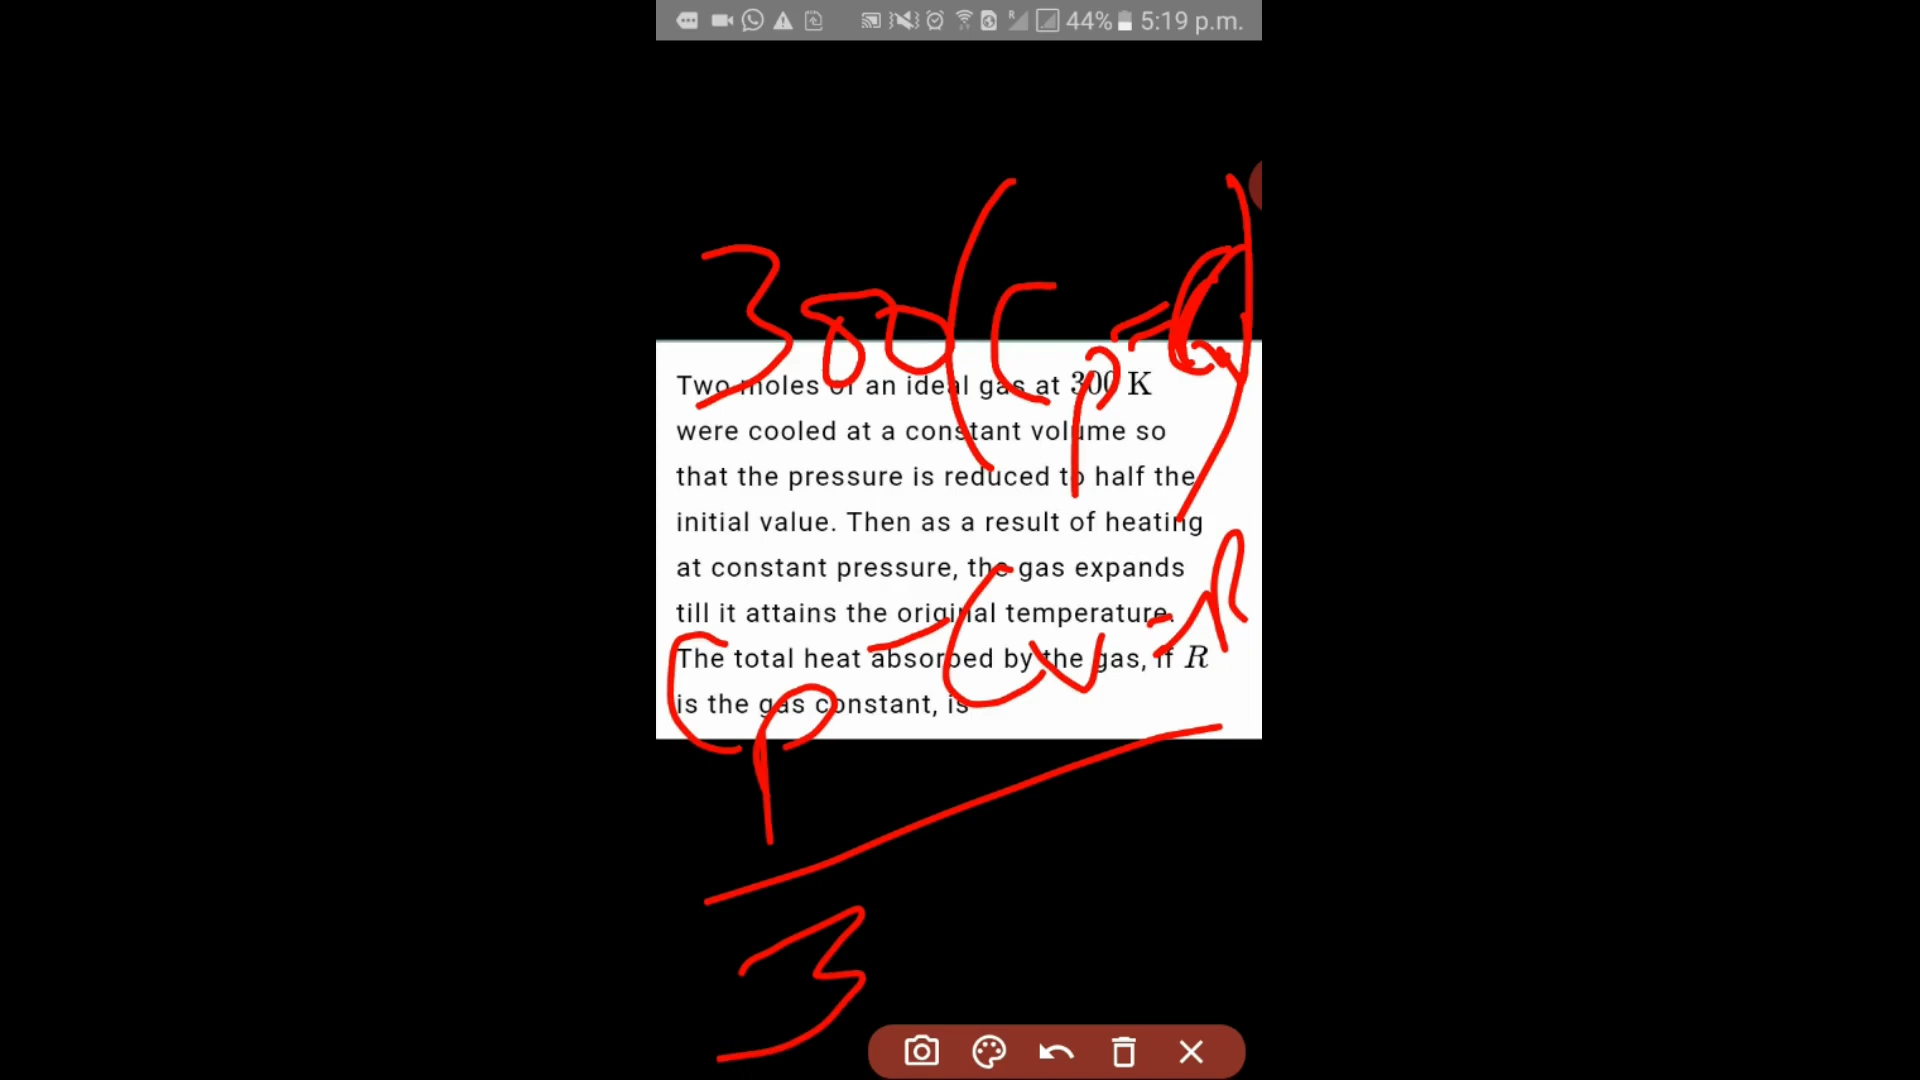 44% 5:19 p.m.
300(Cp-Cv)
Two moles of an ideal gas at 300 K
were cooled at a constant volume so
that the pressure is reduced to half the
initial value. Then as a result of heating
at constant pressure, the gas expands
till it attains the original temperature.
The total heat absorbed by the gas, if R
is the gas constant, is
Cp-Cv=R
3